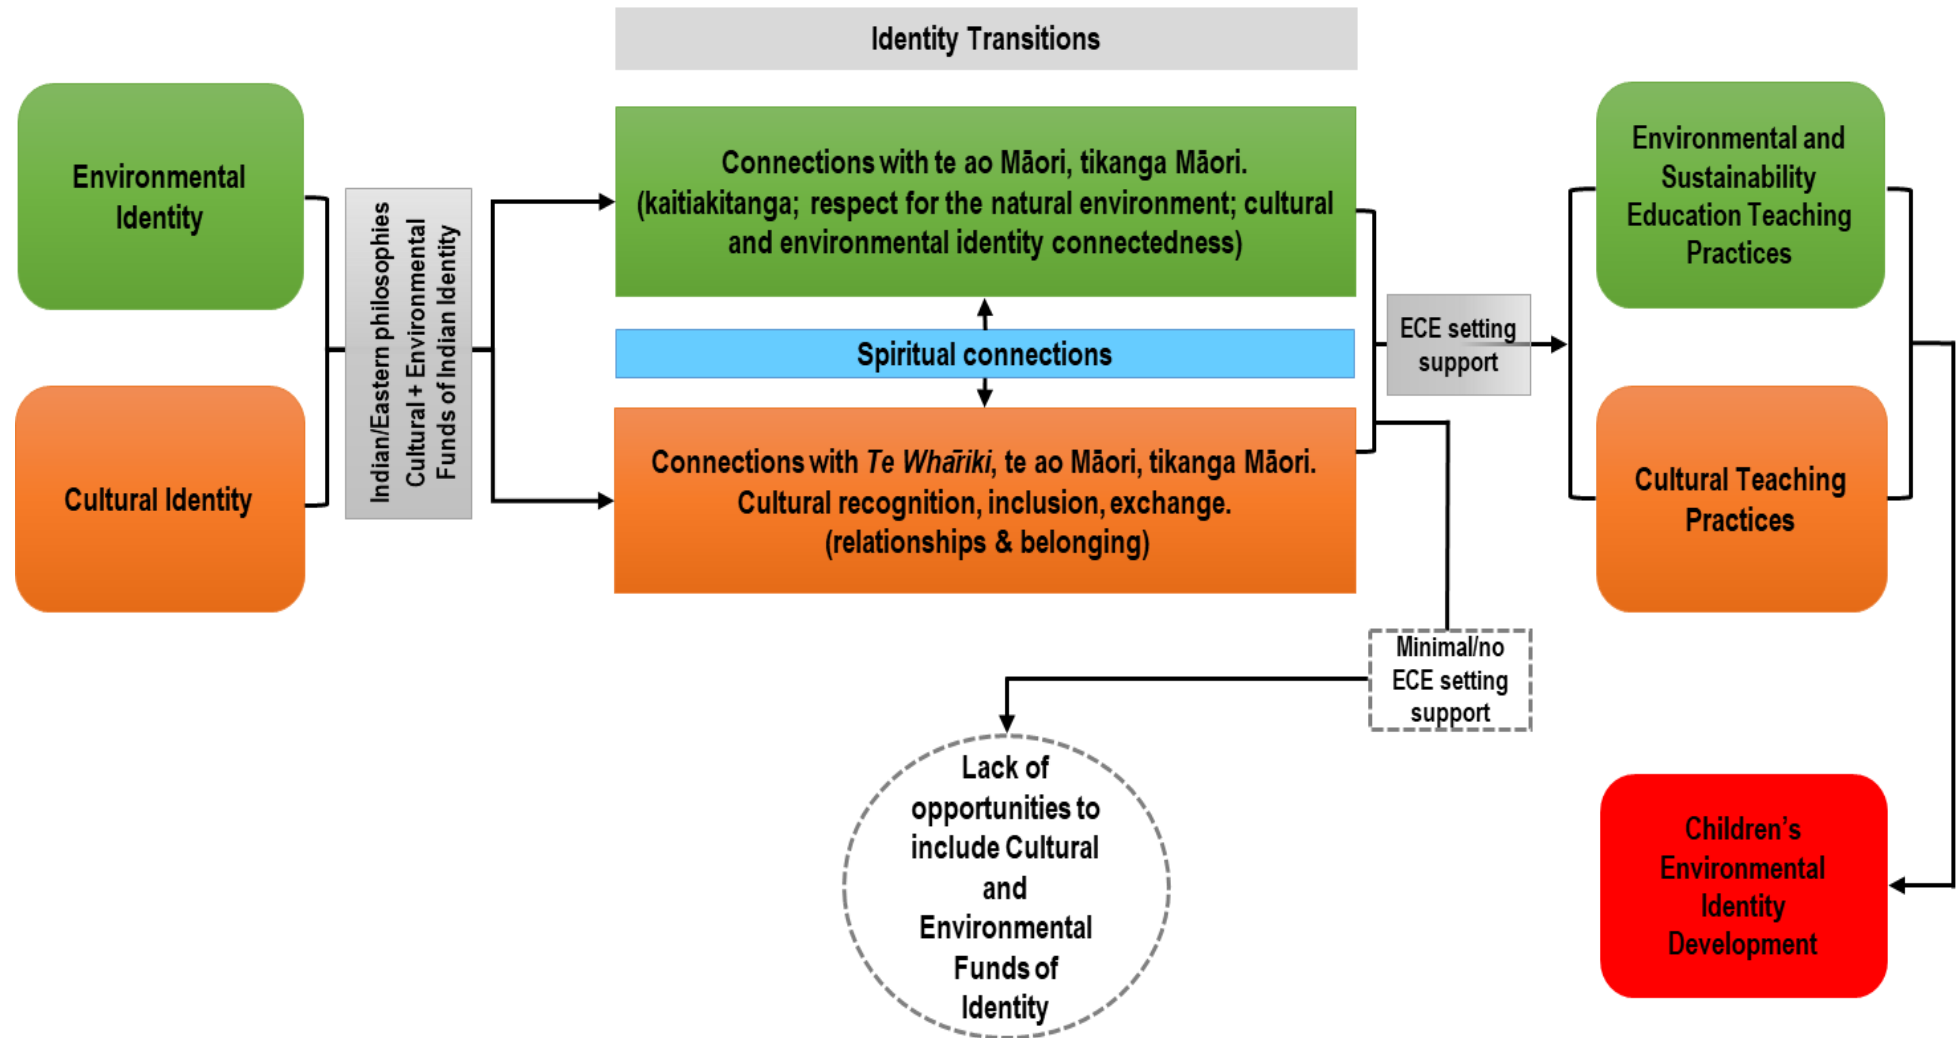 Identity Transitions
Environmental
Identity
Cultural Identity
Indian/Eastern philosophies
Cultural + Environmental
Funds of Indian Identity
Connections with te ao Māori, tikanga Māori.
(kaitiakitanga; respect for the natural environment; cultural
and environmental identity connectedness)
Spiritual connections
Connections with Te Whāriki, te ao Māori, tikanga Māori.
Cultural recognition, inclusion, exchange.
(relationships & belonging)
ECE setting
support
Minimal/no
ECE setting
support
Lack of
opportunities to
include Cultural
and
Environmental
Funds of
Identity
Environmental and
Sustainability
Education Teaching
Practices
Cultural Teaching
Practices
Children’s
Environmental
Identity
Development